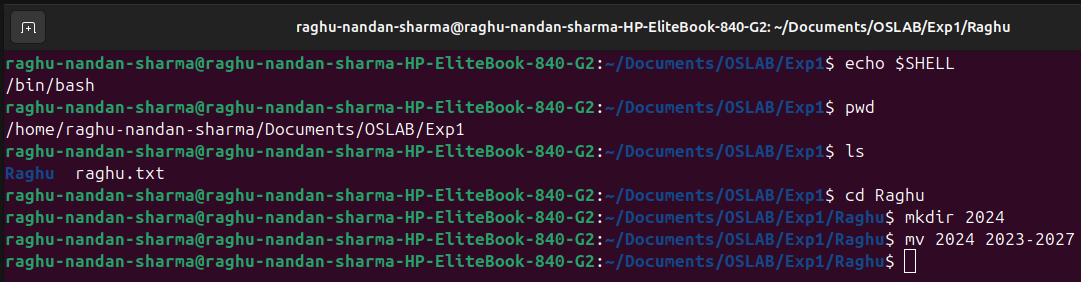 raghu-nandan-sharma@raghu-nandan-sharma-HP-EliteBook-840-G2: ~/Documents/OSLAB/Exp1/Raghu
raghu-nandan-sharma@raghu-nandan-sharma-HP-EliteBook-840-G2:~/Documents/OSLAB/Exp1$ echo $SHELL
/bin/bash
raghu-nandan-sharma@raghu-nandan-sharma-HP-EliteBook-840-G2:~/Documents/OSLAB/Exp1$ pwd
/home/raghu-nandan-sharma/Documents/OSLAB/Exp1
raghu-nandan-sharma@raghu-nandan-sharma-HP-EliteBook-840-G2:~/Documents/OSLAB/Exp1$ ls
Raghu  raghu.txt
raghu-nandan-sharma@raghu-nandan-sharma-HP-EliteBook-840-G2:~/Documents/OSLAB/Exp1$ cd Raghu
raghu-nandan-sharma@raghu-nandan-sharma-HP-EliteBook-840-G2:~/Documents/OSLAB/Exp1/Raghu$ mkdir 2024
raghu-nandan-sharma@raghu-nandan-sharma-HP-EliteBook-840-G2:~/Documents/OSLAB/Exp1/Raghu$ mv 2024 2023-2027
raghu-nandan-sharma@raghu-nandan-sharma-HP-EliteBook-840-G2:~/Documents/OSLAB/Exp1/Raghu$